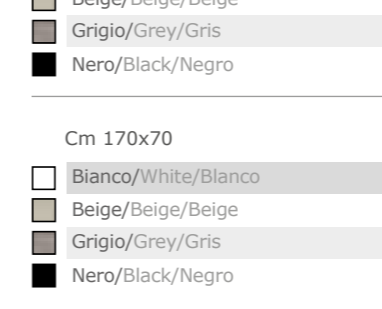 Beige/Beige/Beige
Grigio/Grey/Gris
Nero/Black/Negro
Cm 170x70
Bianco/White/Blanco
Beige/Beige/Beige
Grigio/Grey/Gris
Nero/Black/Negro